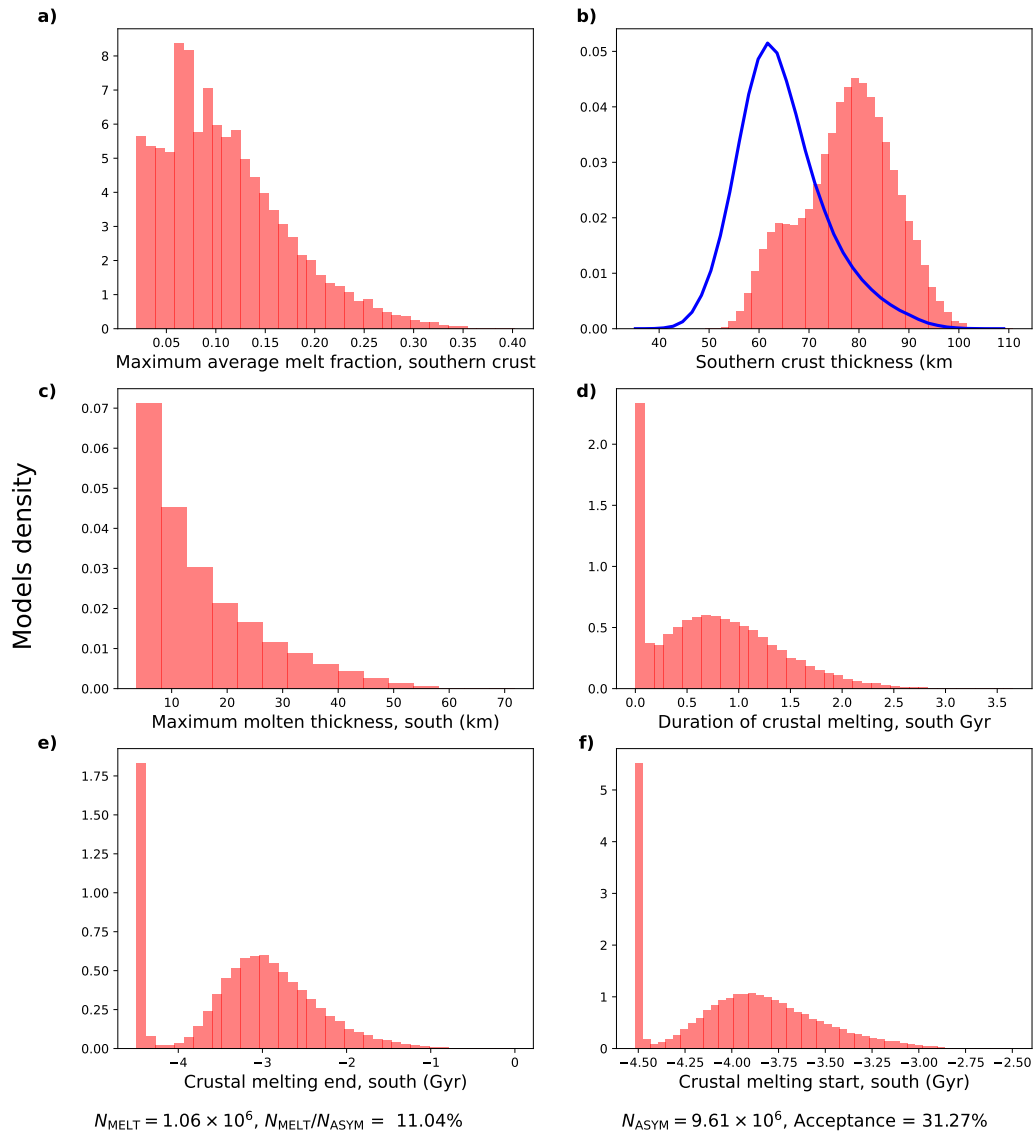 a)
b)
8
7
6
5
4
3
2
1
0
0.05 0.10 0.15 0.20 0.25 0.30 0.35 0.40
Maximum average melt fraction, southern crust
0.05
0.04
0.03
0.02
0.01
0.00
40 50 60 70 80 90 100 110
Southern crust thickness (km
c)
d)
Models density
0.07
0.06
0.05
0.04
0.03
0.02
0.01
0.00
10 20 30 40 50 60 70
Maximum molten thickness, south (km)
2.0
1.5
1.0
0.5
0.0
0.0 0.5 1.0 1.5 2.0 2.5 3.0 3.5
Duration of crustal melting, south Gyr
e)
f)
1.75
1.50
1.25
1.00
0.75
0.50
0.25
0.00
−4 −3 −2 −1 0
Crustal melting end, south (Gyr)
5
4
3
2
1
0
−4.50 −4.25 −4.00 −3.75 −3.50 −3.25 −3.00 −2.75 −2.50
Crustal melting start, south (Gyr)
N_MELT = 1.06 × 10⁶, N_MELT/N_ASYM = 11.04%
N_ASYM = 9.61 × 10⁶, Acceptance = 31.27%